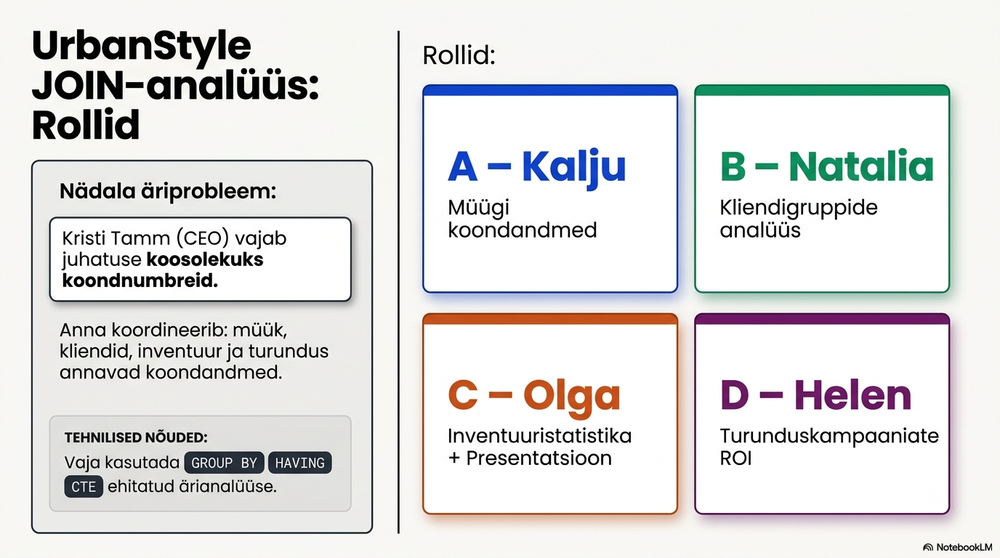 UrbanStyle
JOIN-analüüs:
Rollid
Nädala äriprobleem:
Kristi Tamm (CEO) vajab
juhatuse koosolekuks
koondnumbreid.
Anna koordineerib: müük,
kliendid, inventuur ja turundus
annavad koondandmed.
TEHNILISED NÕUDED:
Vaja kasutada GROUP BY HAVING
CTE ehitatud ärianalüüse.
Rollid:
A – Kalju
Müügi
koondandmed
B – Natalia
Kliendigruppide
analüüs
C – Olga
Inventuuristatistika
+ Presentatsioon
D – Helen
Turunduskampaaniate
ROI
NotebookLM